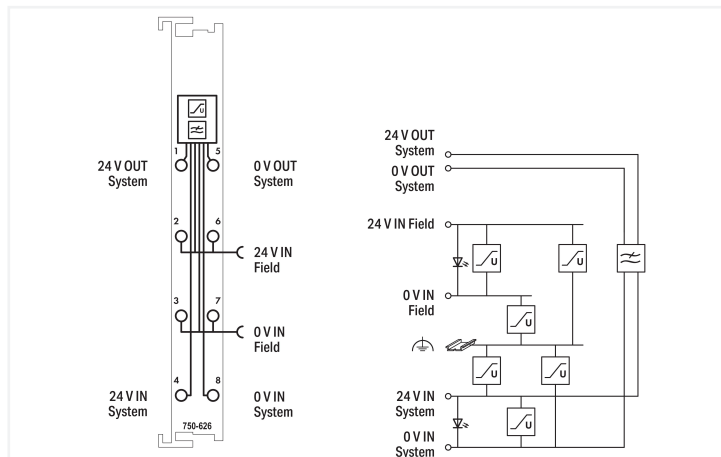 1
5
24 V OUT
System
0 V OUT
System
2
6
24 V IN
Field
3
7
0 V IN
Field
4
8
24 V IN
System
0 V IN
System
750-626
U
24 V OUT
System
0 V OUT
System
24 V IN Field
U
U
0 V IN
Field
U
U
U
24 V IN
System
U
0 V IN
System